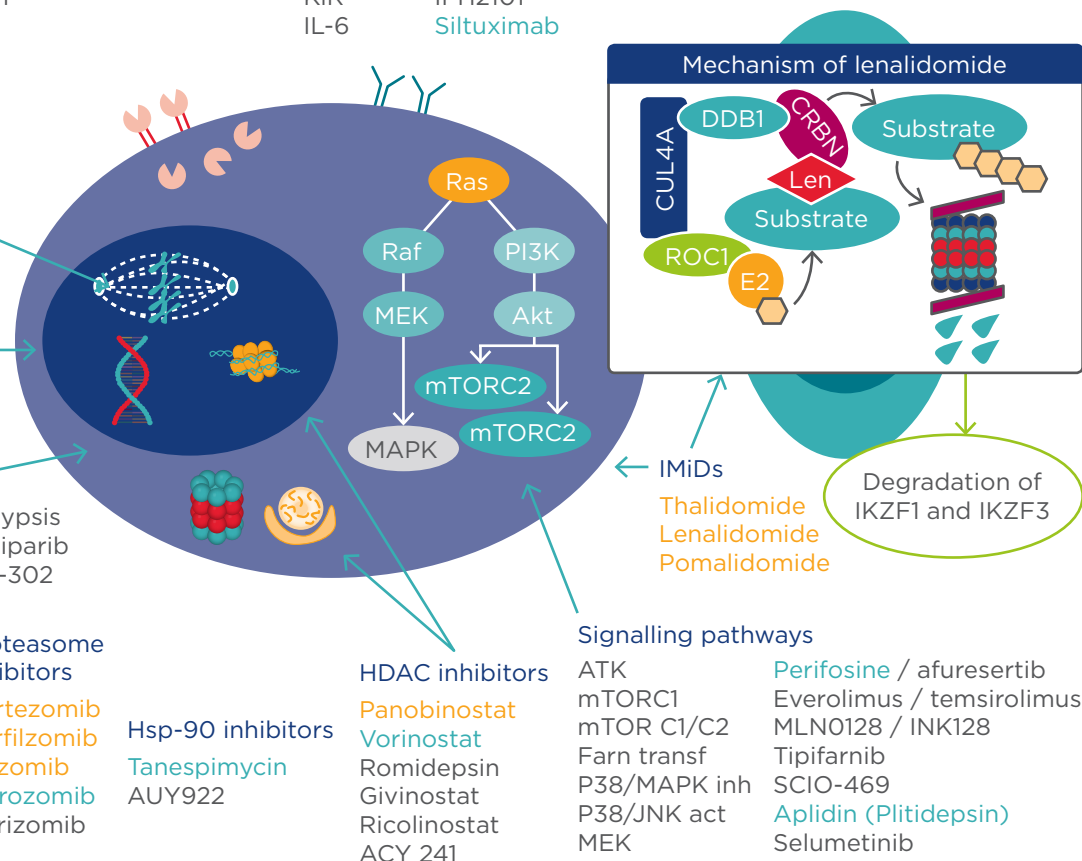 IL-6
Siltuximab
Mechanism of lenalidomide
CUL4A
DDB1
CRBN
Substrate
Len
Substrate
ROC1
E2
Ras
Raf
PI3K
MEK
Akt
mTORC2
mTORC2
MAPK
IMiDs
Thalidomide
Lenalidomide
Pomalidomide
Degradation of
IKZF1 and IKZF3
ypsis
iparib
-302
oteasome
ibitors
rtezomib
rfilzomib
zomib
rozomib
rizomib
Hsp-90 inhibitors
Tanespimycin
AUY922
HDAC inhibitors
Panobinostat
Vorinostat
Romidepsin
Givinostat
Ricolinostat
ACY 241
Signalling pathways
ATK Perifosine / afuresertib
mTORC1 Everolimus / temsirolimus
mTOR C1/C2 MLN0128 / INK128
Farn transf Tipifarnib
P38/MAPK inh SCIO-469
P38/JNK act Aplidin (Plitidepsin)
MEK Selumetinib